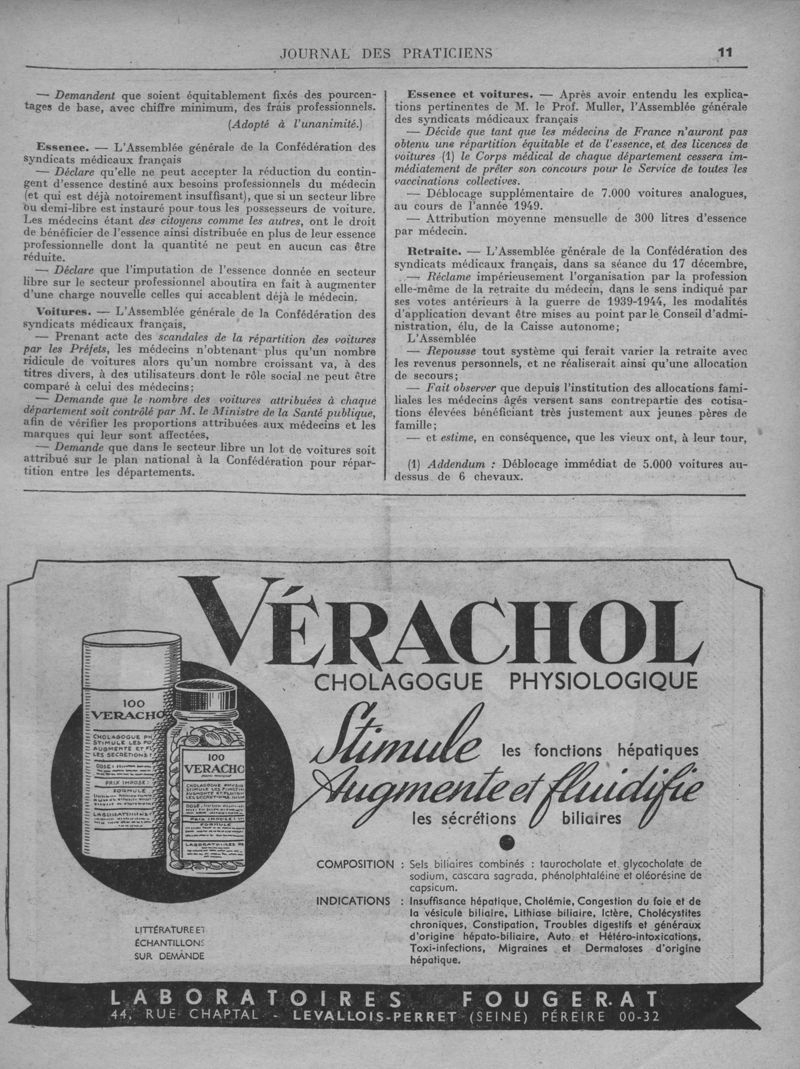 JOURNAL DES PRATICIENS
11
— Demandent que soient équitablement fixés des pourcen-
tages de base, avec chiffre minimum, des frais professionnels.
(Adopté à l'unanimité.)
Essence. — L'Assemblée générale de la Confédération des
syndicats médicaux français
— Déclare qu'elle ne peut accepter la réduction du contin-
gent d'essence destiné aux besoins professionnels du médecin
(et qui est déjà notoirement insuffisant), que si un secteur libre
ou demi-libre est instauré pour tous les possesseurs de voiture.
Les médecins étant des citoyens comme les autres, ont le droit
de bénéficier de l'essence ainsi distribuée en plus de leur essence
professionnelle dont la quantité ne peut en aucun cas être
réduite.
— Déclare que l'imputation de l'essence donnée en secteur
libre sur le secteur professionnel aboutira en fait à augmenter
d'une charge nouvelle celles qui accablent déjà le médecin.
Voitures. — L'Assemblée générale de la Confédération des
syndicats médicaux français,
— Prenant acte des scandales de la répartition des voitures
par les Préfets, les médecins n'obtenant plus qu'un nombre
ridicule de voitures alors qu'un nombre croissant va, à des
titres divers, à des utilisateurs dont le rôle social ne peut être
comparé à celui des médecins;
— Demande que le nombre des voitures attribuées à chaque
département soit contrôlé par M. le Ministre de la Santé publique,
afin de vérifier les proportions attribuées aux médecins et les
marques qui leur sont affectées,
— Demande que dans le secteur libre un lot de voitures soit
attribué sur le plan national à la Confédération pour répar-
tition entre les départements.
Essence et voitures. — Après avoir entendu les explica-
tions pertinentes de M. le Prof. Muller, l'Assemblée générale
des syndicats médicaux français
— Décide que tant que les médecins de France n'auront pas
obtenu une répartition équitable et de l'essence, et des licences de
voitures (1) le Corps médical de chaque département cessera im-
médiatement de prêter son concours pour le Service de toutes les
vaccinations collectives.
— Déblocage supplémentaire de 7.000 voitures analogues,
au cours de l'année 1949.
— Attribution moyenne mensuelle de 300 litres d'essence
par médecin.
Retraite. — L'Assemblée générale de la Confédération des
syndicats médicaux français, dans sa séance du 17 décembre,
— Réclame impérieusement l'organisation par la profession
elle-même de la retraite du médecin, dans le sens indiqué par
ses votes antérieurs à la guerre de 1939-1944, les modalités
d'application devant être mises au point par le Conseil d'admi-
nistration, élu, de la Caisse autonome;
L'Assemblée
— Repousse tout système qui ferait varier la retraite avec
les revenus personnels, et ne réaliserait ainsi qu'une allocation
de secours;
— Fait observer que depuis l'institution des allocations fami-
liales les médecins âgés versent sans contrepartie des cotisa-
tions élevées bénéficiant très justement aux jeunes pères de
famille;
— et estime, en conséquence, que les vieux ont, à leur tour,
(1) Addendum : Déblocage immédiat de 5.000 voitures au-
dessus de 6 chevaux.
VÉRACHOL
CHOLAGOGUE PHYSIOLOGIQUE
Stimule les fonctions hépatiques
Augmente et fluidifie
les sécrétions biliaires
100
VERACHO
CHOLAGOGUE PH
STIMULE LES FO
AUGMENTE ET F
LES SECRETIONS
DOSE:
PRIX IMPOSE:
FORMULE
LABORATOIRES
100
VERACHO
DOSE:
PRIX IMPOSE
FORMULE
LABORATOIRES
COMPOSITION : Sels biliaires combinés : taurocholate et glycocholate de
sodium, cascara sagrada, phénolphtaléine et oléorésine de
capsicum.
INDICATIONS : Insuffisance hépatique, Cholémie, Congestion du foie et de
la vésicule biliaire, Lithiase biliaire, Ictère, Cholécystites
chroniques, Constipation, Troubles digestifs et généraux
d'origine hépato-biliaire, Auto et Hétéro-intoxications,
Toxi-infections, Migraines et Dermatoses d'origine
hépatique.
LITTÉRATURE ET
ÉCHANTILLONS
SUR DEMANDE
LABORATOIRES FOUGERAT
44, RUE CHAPTAL - LEVALLOIS-PERRET (SEINE) PÉREIRE 00-32